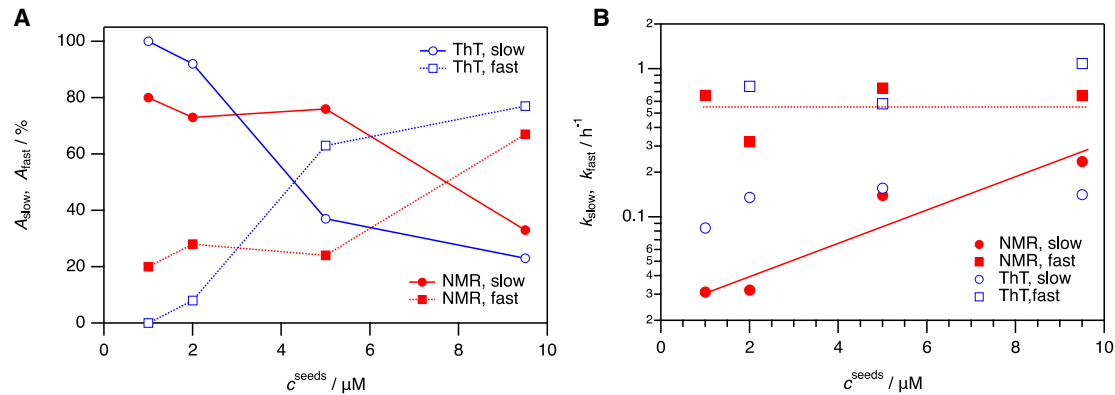 A
A_slow, A_fast / %
100
80
60
40
20
0
ThT, slow
ThT, fast
NMR, slow
NMR, fast
0 2 4 6 8 10
c^seeds / µM
B
k_slow, k_fast / h^-1
2
1
6
5
4
3
2
0.1
6
5
4
3
2
NMR, slow
NMR, fast
ThT, slow
ThT,fast
0 2 4 6 8 10
c^seeds / µM